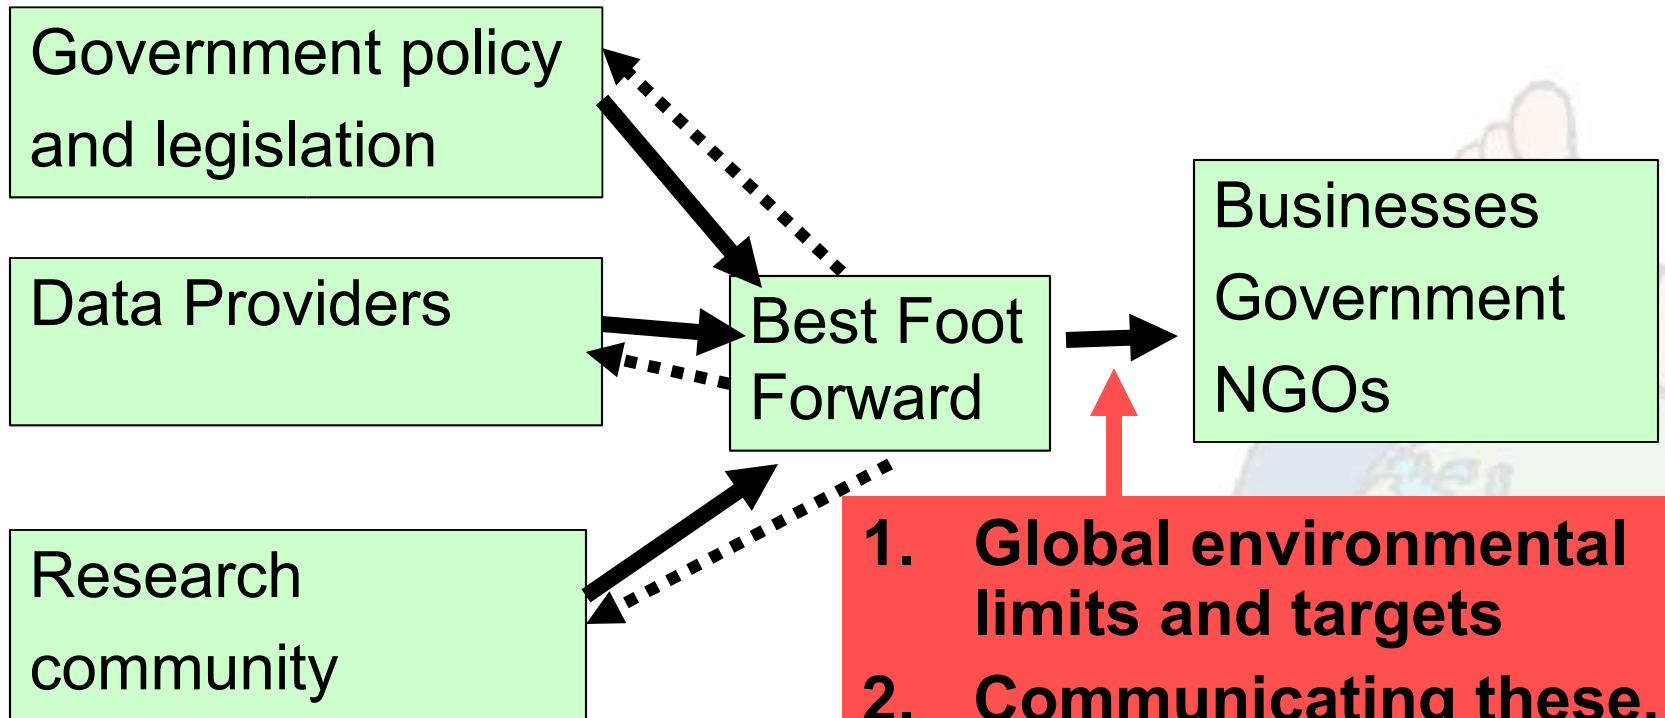 Government policy
and legislation
Data Providers
Research
community
Best Foot
Forward
Businesses
Government
NGOs
1. Global environmental
limits and targets
2. Communicating these.